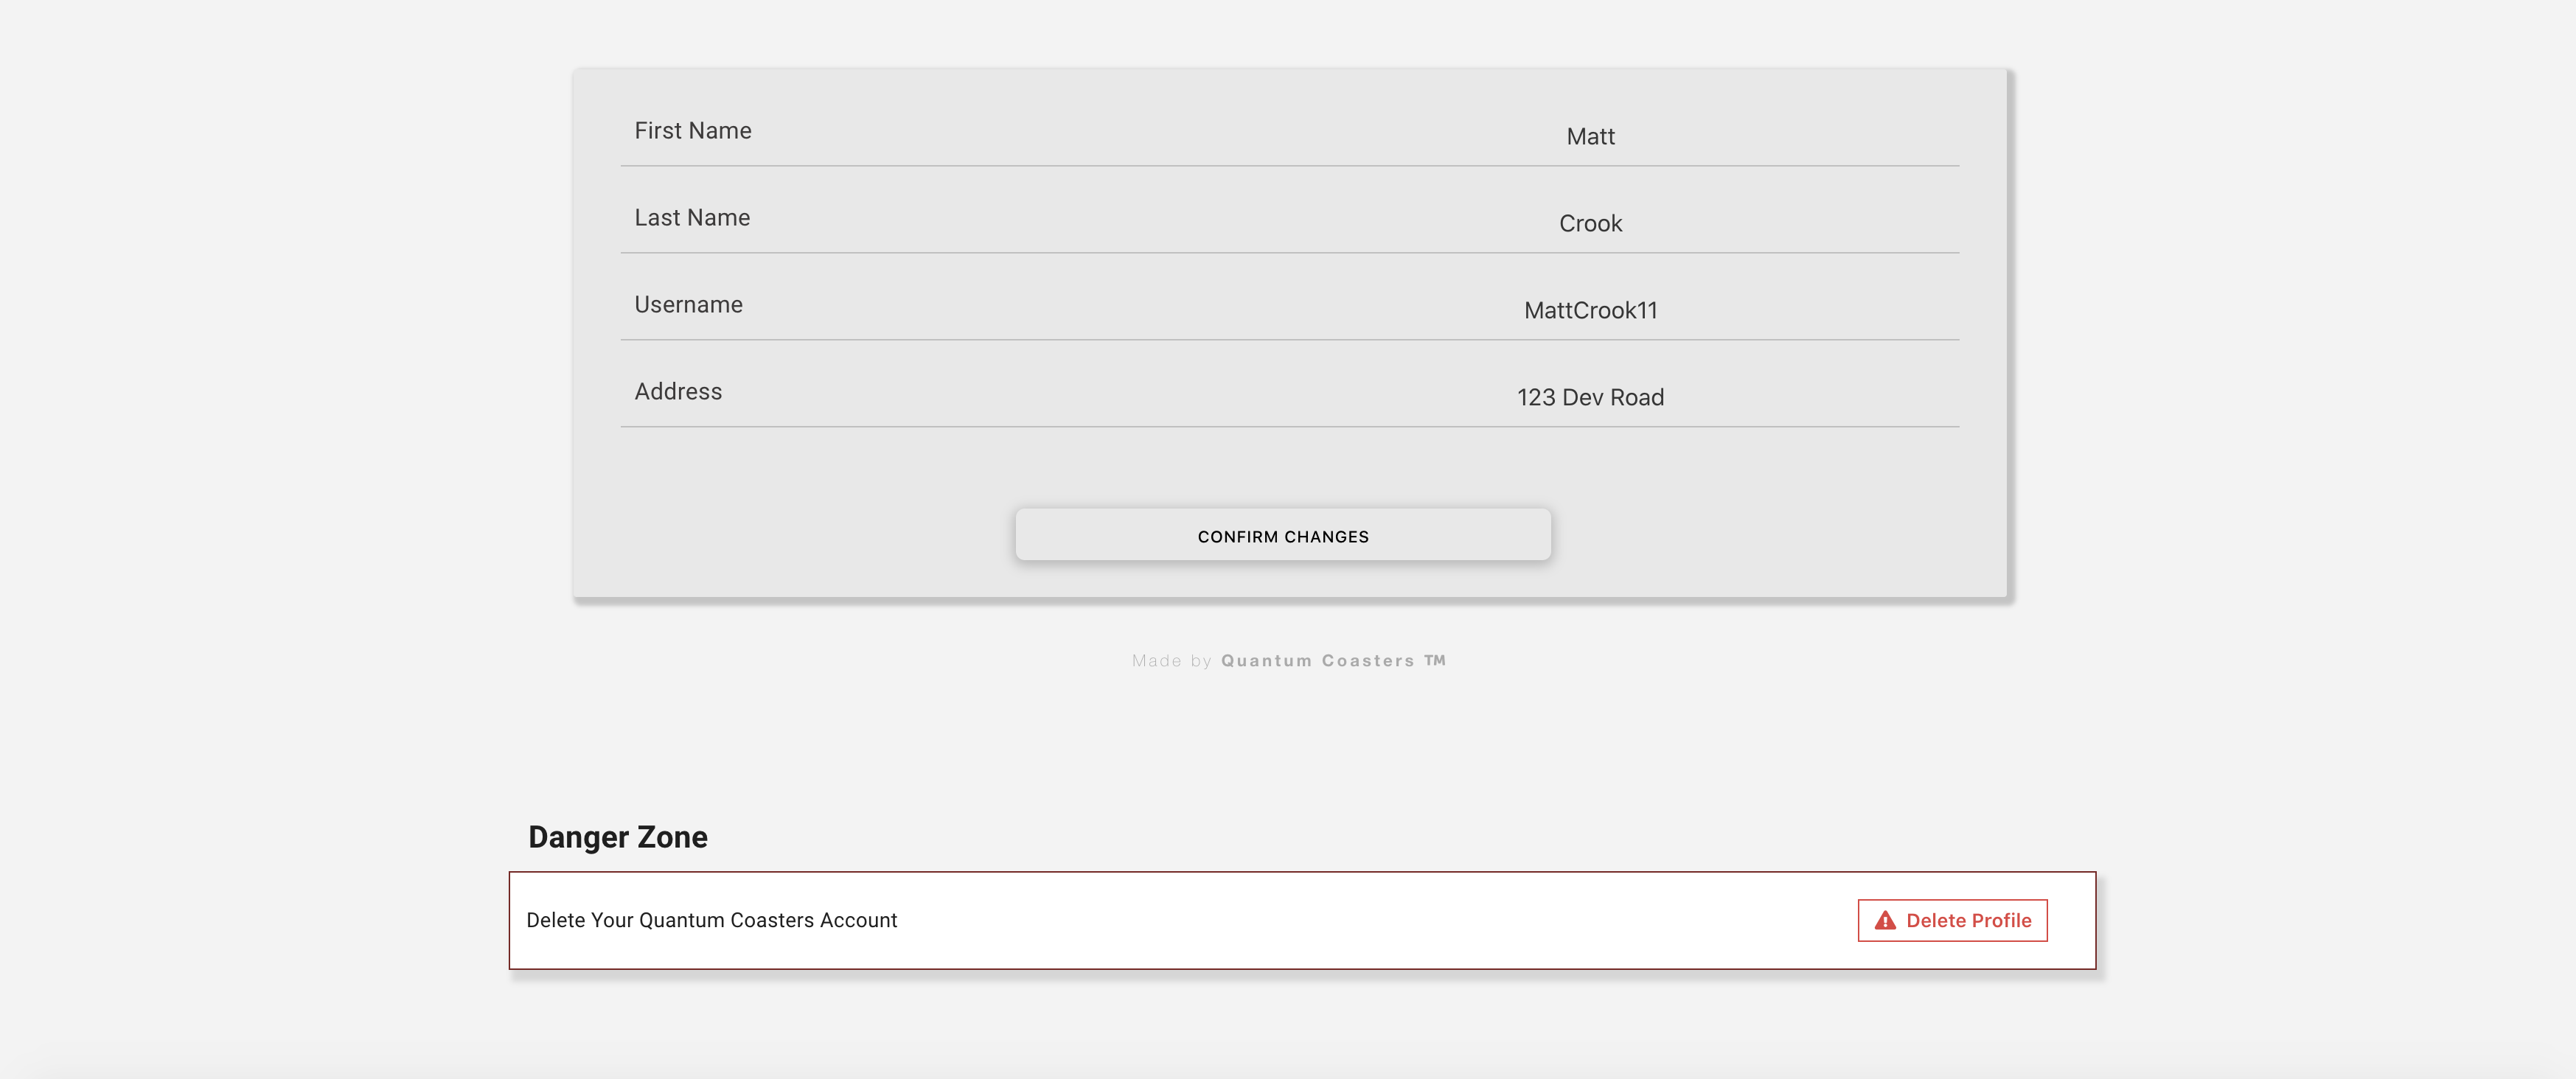 First Name Matt
Last Name Crook
Username MattCrook11
Address 123 Dev Road
CONFIRM CHANGES
Made by Quantum Coasters ™
Danger Zone
Delete Your Quantum Coasters Account Delete Profile